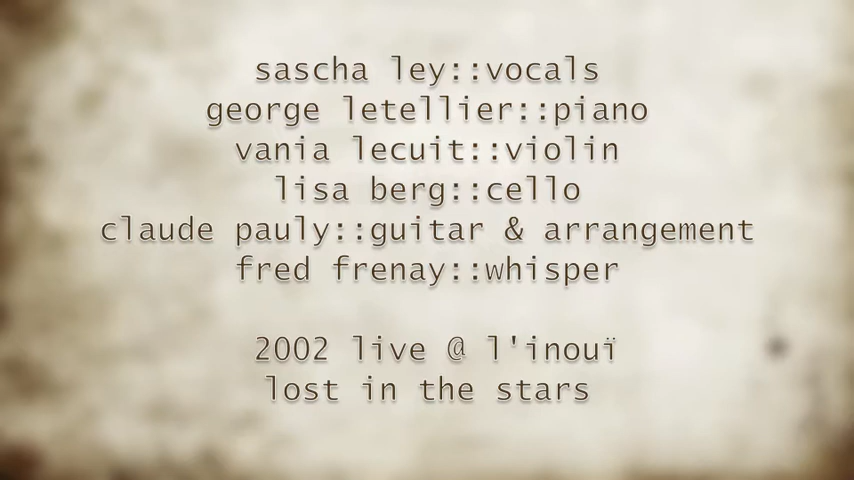 sascha ley::vocals
george letellier::piano
vania lecuit::violin
lisa berg::cello
claude pauly::guitar & arrangement
fred frenay::whisper
2002 live @ l'inouï
lost in the stars